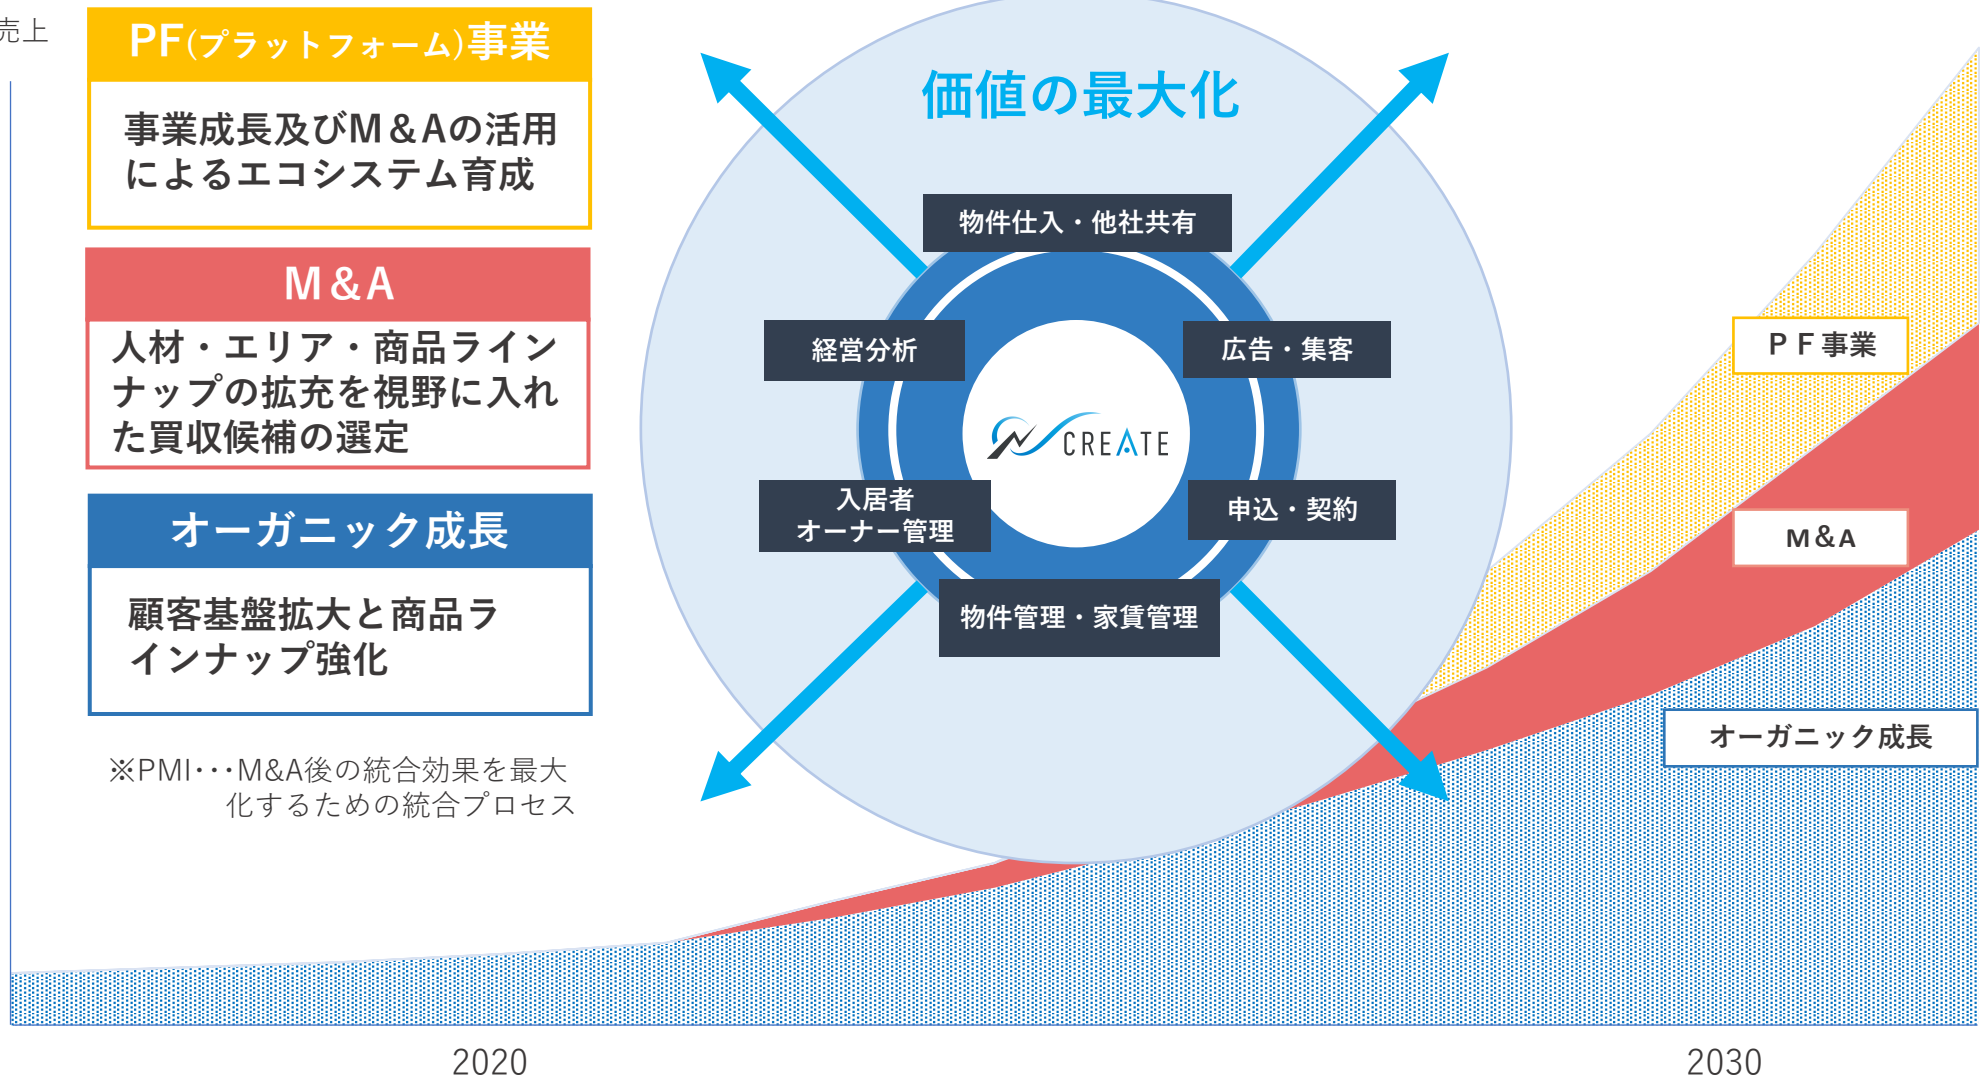 売上
PF(プラットフォーム)事業
事業成長及びM&Aの活用
によるエコシステム育成
M&A
人材・エリア・商品ライン
ナップの拡充を視野に入れ
た買収候補の選定
オーガニック成長
顧客基盤拡大と商品ラ
インナップ強化
※PMI･･･M&A後の統合効果を最大
化するための統合プロセス
価値の最大化
物件仕入・他社共有
経営分析
広告・集客
CREATE
入居者
オーナー管理
申込・契約
物件管理・家賃管理
PF事業
M&A
オーガニック成長
2020
2030